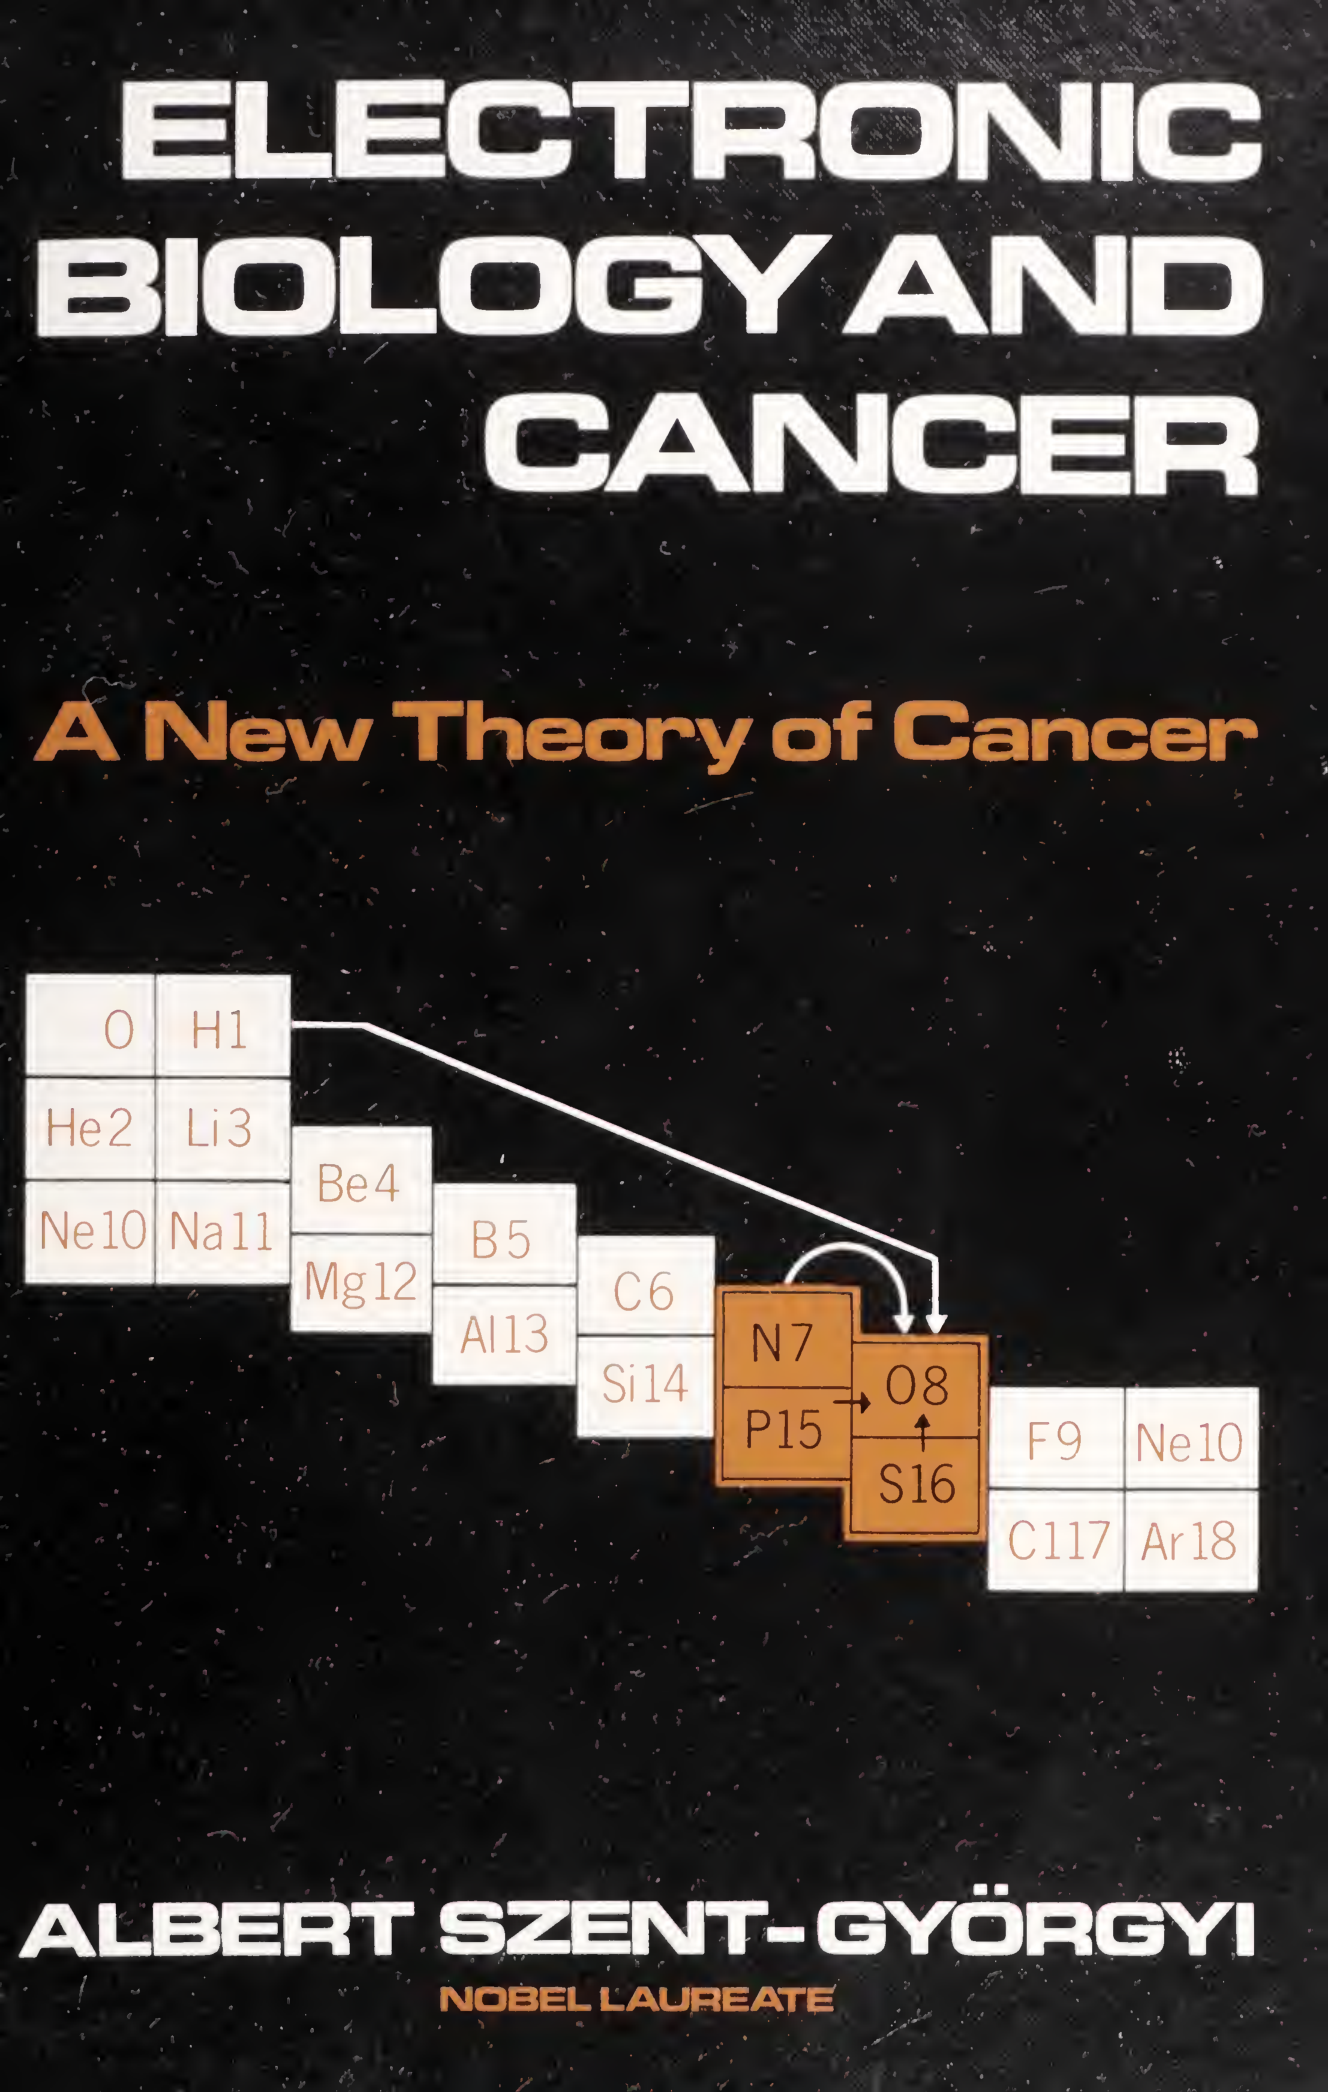 ELECTRONIC
BIOLOGY AND
CANCER
A New Theory of Cancer
O H1
He2 Li3
Be4
Ne10 Na11
B5
Mg12
C6
Al13
N7
Si14
O8
P15
F9 Ne10
S16
Cl17 Ar18
ALBERT SZENT-GYÖRGYI
NOBEL LAUREATE